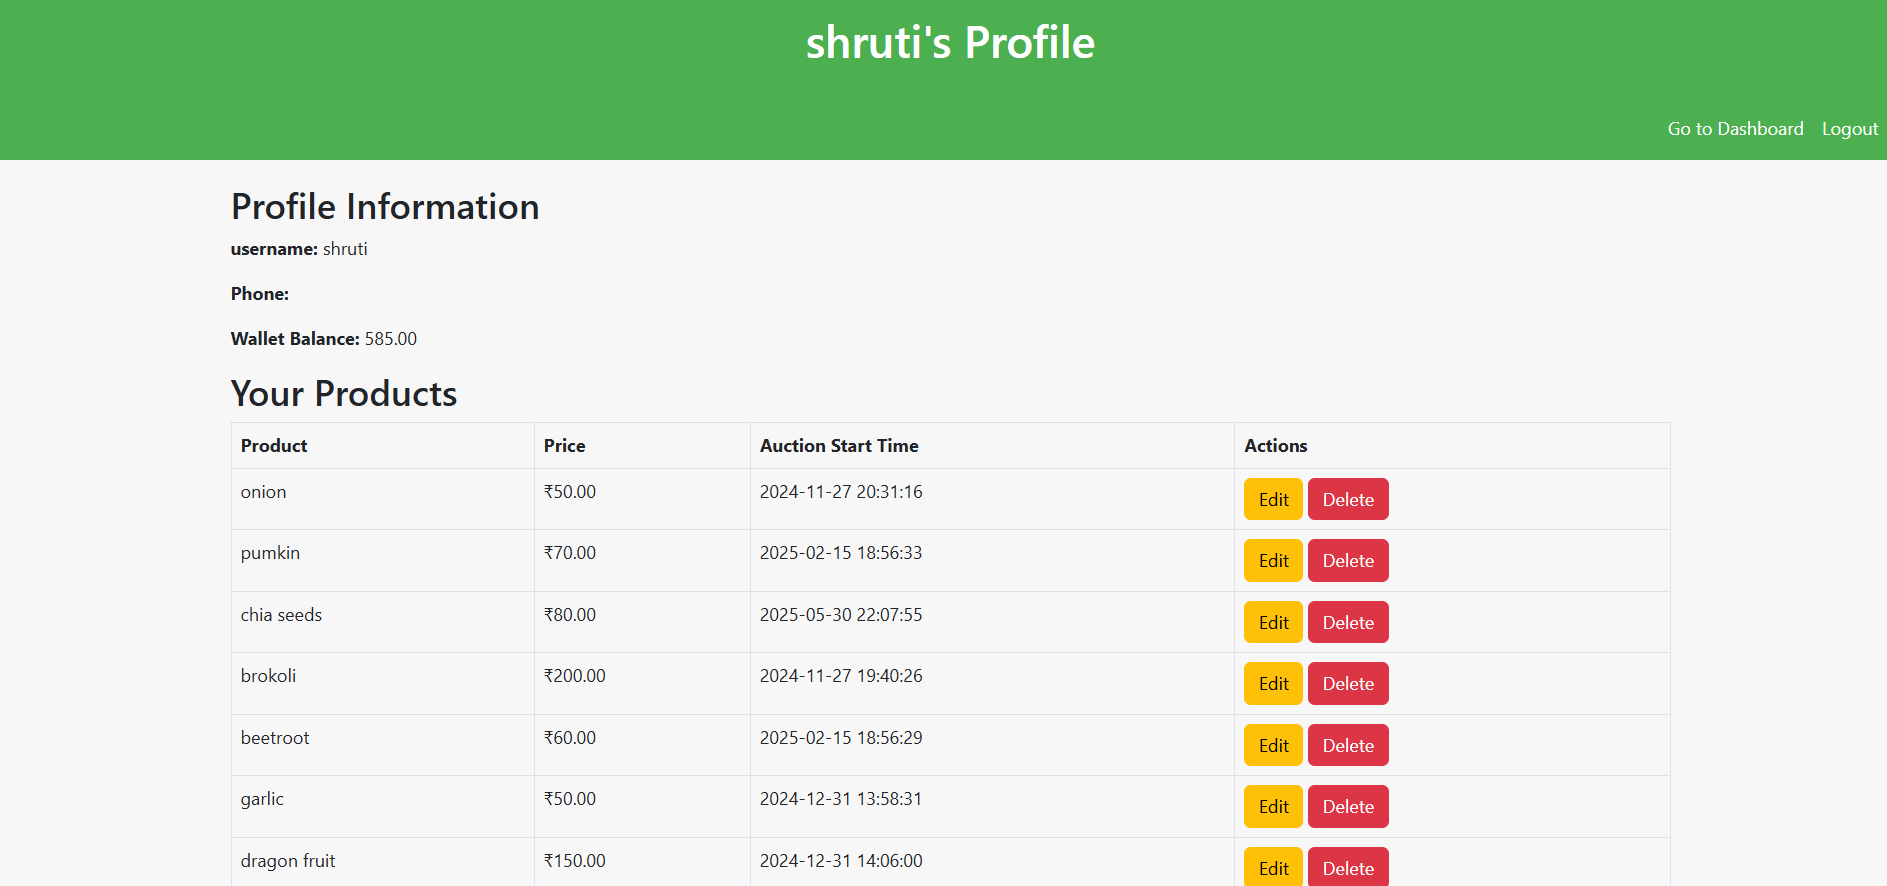 shruti's Profile
Go to Dashboard Logout
Profile Information
username: shruti
Phone:
Wallet Balance: 585.00
Your Products
Product Price Auction Start Time Actions
onion ₹50.00 2024-11-27 20:31:16 Edit Delete
pumkin ₹70.00 2025-02-15 18:56:33 Edit Delete
chia seeds ₹80.00 2025-05-30 22:07:55 Edit Delete
brokoli ₹200.00 2024-11-27 19:40:26 Edit Delete
beetroot ₹60.00 2025-02-15 18:56:29 Edit Delete
garlic ₹50.00 2024-12-31 13:58:31 Edit Delete
dragon fruit ₹150.00 2024-12-31 14:06:00 Edit Delete